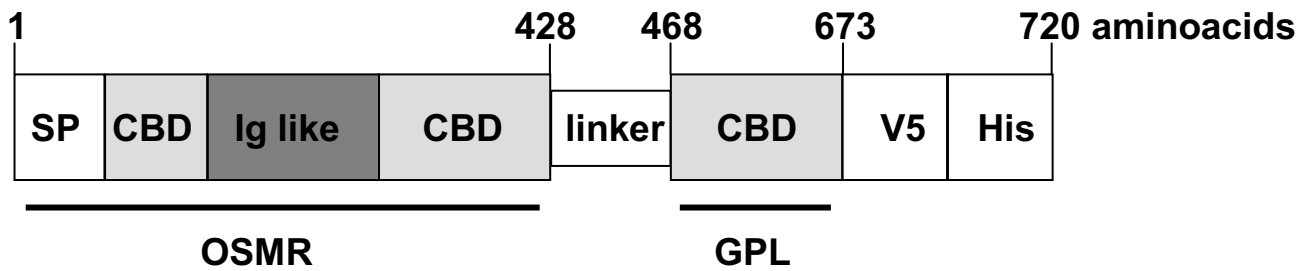 1 428 468 673 720 aminoacids
SP CBD Ig like CBD linker CBD V5 His
OSMR GPL